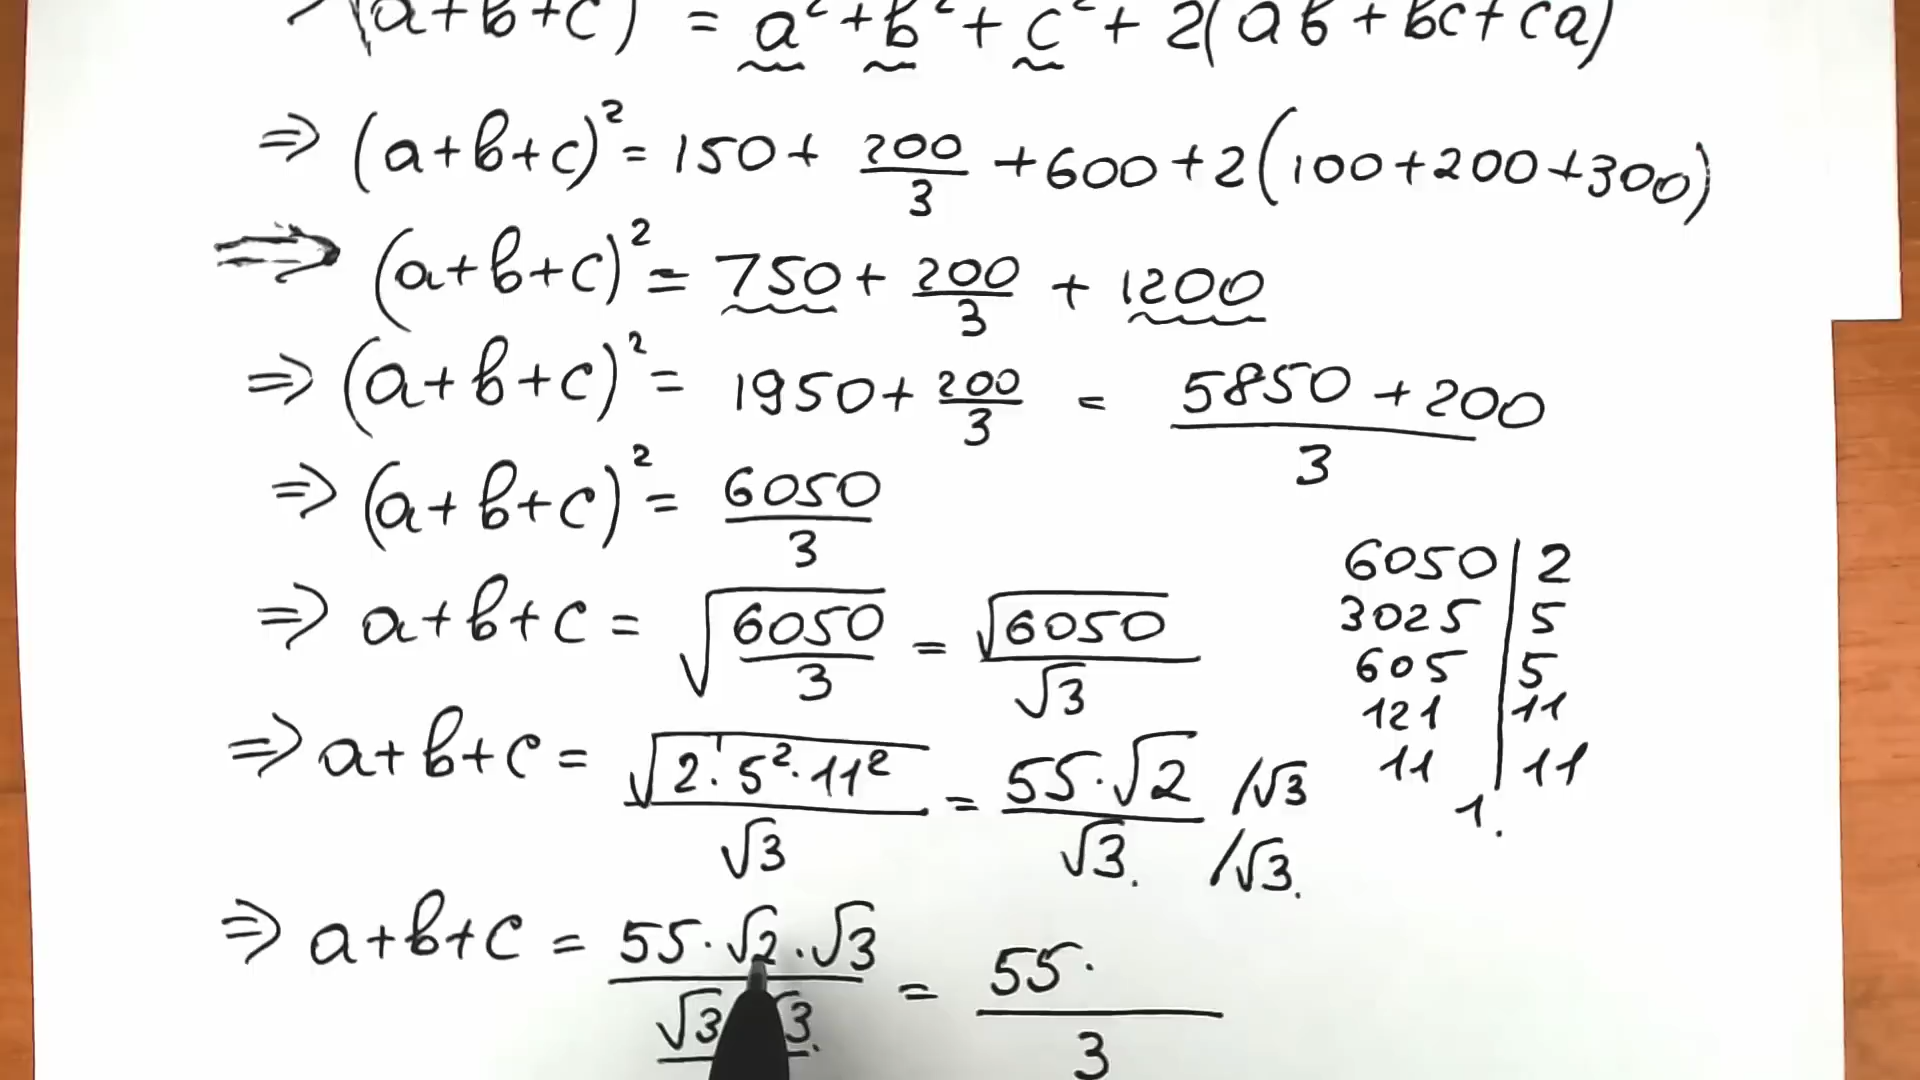 ⇒ (a+b+c)² = a²+b²+c²+2(ab+bc+ca)
⇒ (a+b+c)² = 150+ 200/3 +600+2(100+200+300)
⇒ (a+b+c)² = 750+ 200/3 + 1200
⇒ (a+b+c)² = 1950+ 200/3 = (5850+200)/3
⇒ (a+b+c)² = 6050/3
⇒ a+b+c = √(6050/3) = √6050/√3
⇒ a+b+c = √(2·5²·11²)/√3 = 55·√2/√3. /√3 /√3.
⇒ a+b+c = 55·√2·√3/√3 √3. = 55·/3
6050|2
3025|5
605|5
121|11
11|11
1.